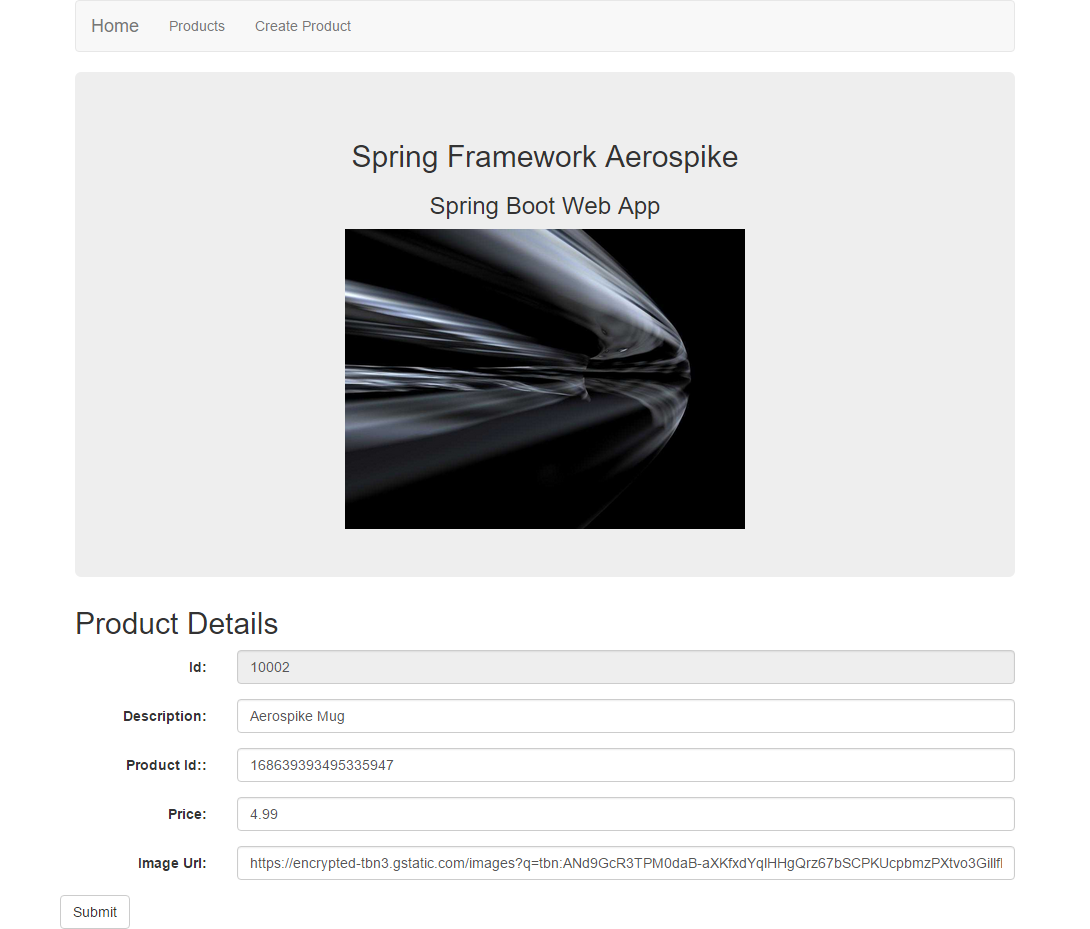 Home Products Create Product
Spring Framework Aerospike
Spring Boot Web App
Product Details
Id: 10002
Description: Aerospike Mug
Product Id:: 168639393495335947
Price: 4.99
Image Url: https://encrypted-tbn3.gstatic.com/images?q=tbn:ANd9GcR3TPM0daB-aXKfxdYqlHHgQrz67bSCPKUcpbmzPXtvo3Gillfl
Submit